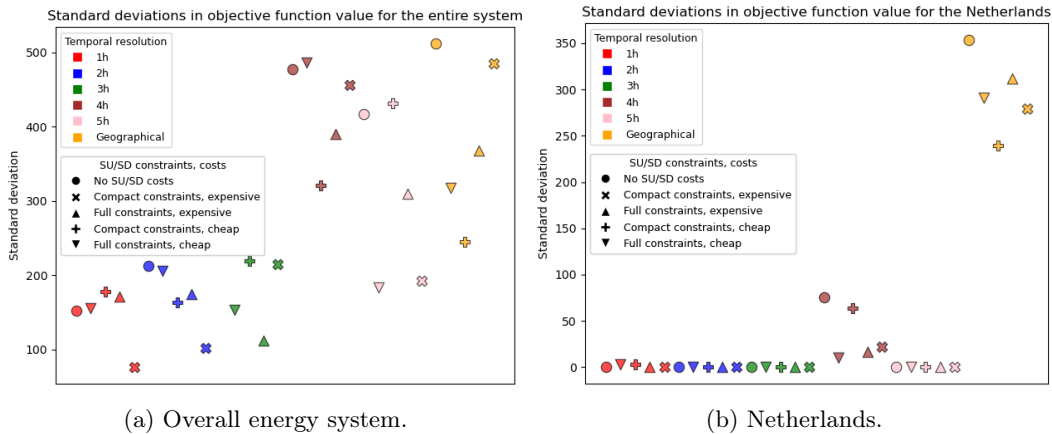 Standard deviations in objective function value for the entire system
Standard deviation
500
400
300
200
100
Temporal resolution
1h
2h
3h
4h
5h
Geographical
SU/SD constraints, costs
No SU/SD costs
Compact constraints, expensive
Full constraints, expensive
Compact constraints, cheap
Full constraints, cheap
(a) Overall energy system.
Standard deviations in objective function value for the Netherlands
Standard deviation
350
300
250
200
150
100
50
0
Temporal resolution
1h
2h
3h
4h
5h
Geographical
SU/SD constraints, costs
No SU/SD costs
Compact constraints, expensive
Full constraints, expensive
Compact constraints, cheap
Full constraints, cheap
(b) Netherlands.